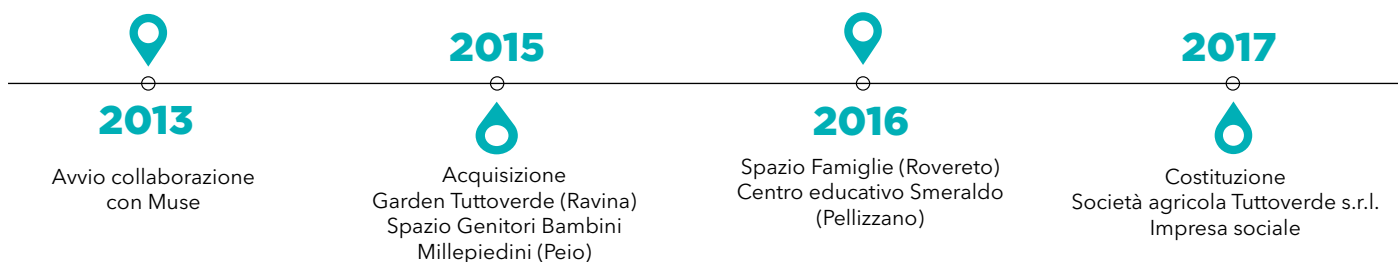 2013
Avvio collaborazione
con Muse
2015
Acquisizione
Garden Tuttoverde (Ravina)
Spazio Genitori Bambini
Millepiedini (Peio)
2016
Spazio Famiglie (Rovereto)
Centro educativo Smeraldo
(Pellizzano)
2017
Costituzione
Società agricola Tuttoverde s.r.l.
Impresa sociale